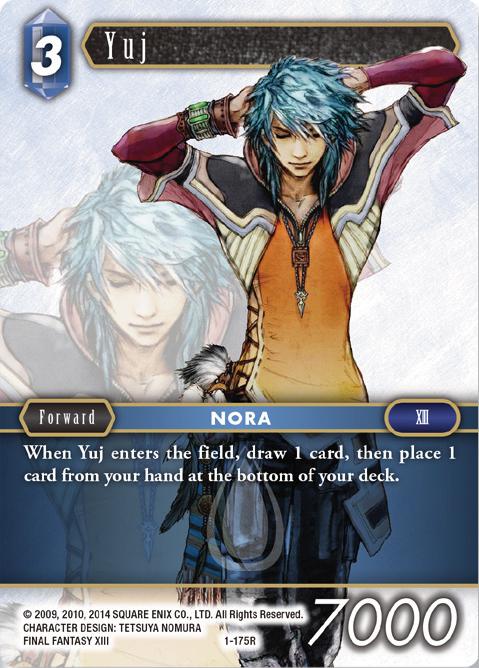 3
Yuj
Forward
NORA
XIII
When Yuj enters the field, draw 1 card, then place 1
card from your hand at the bottom of your deck.
© 2009, 2010, 2014 SQUARE ENIX CO., LTD. All Rights Reserved.
CHARACTER DESIGN: TETSUYA NOMURA
FINAL FANTASY XIII
1-175R
7000